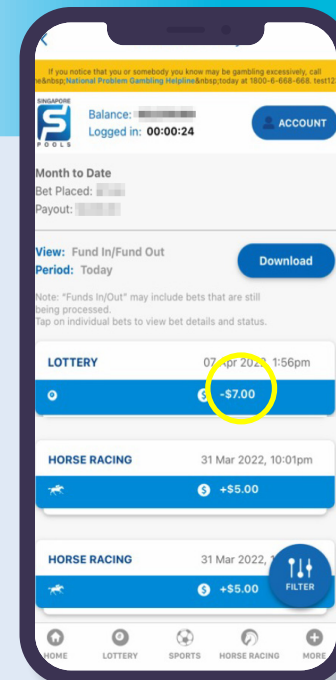 If you notice that you or somebody you know may be gambling excessively, call
e&nbsp;National Problem Gambling Helpline&nbsp;today at 1800-6-668-668. test12
SINGAPORE
S
POOLS
Balance:
Logged in: 00:00:24
ACCOUNT
Month to Date
Bet Placed:
Payout:
View: Fund In/Fund Out
Period: Today
Download
Note: "Funds In/Out" may include bets that are still
being processed.
Tap on individual bets to view bet details and status.
LOTTERY 07 Apr 2022, 1:56pm
-$7.00
HORSE RACING 31 Mar 2022, 10:01pm
+$5.00
HORSE RACING 31 Mar 2022,
+$5.00
FILTER
HOME LOTTERY SPORTS HORSE RACING MORE